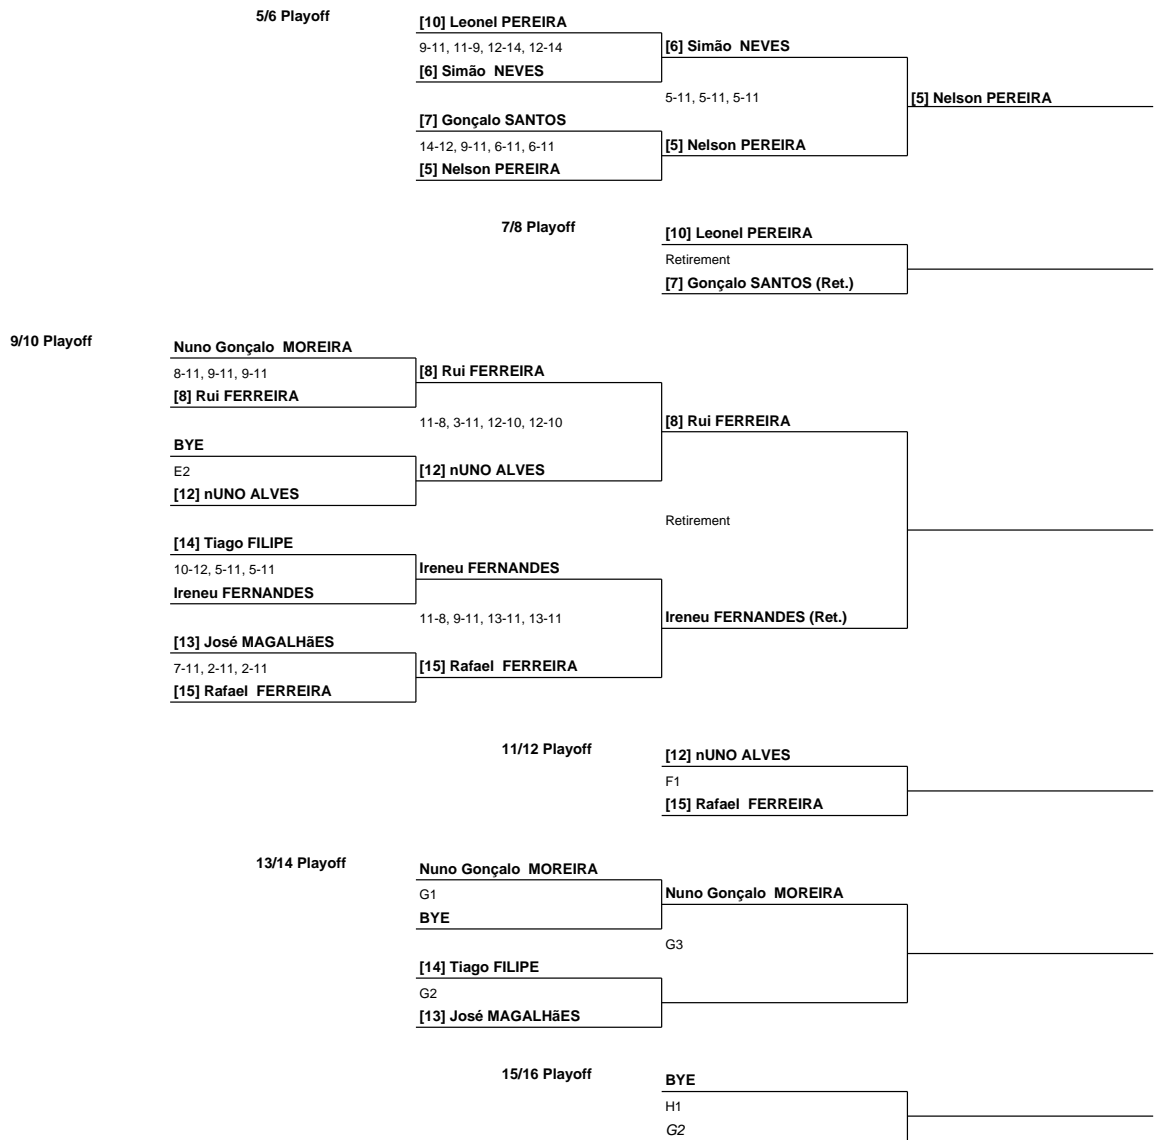 5/6 Playoff
[10] Leonel PEREIRA
9-11, 11-9, 12-14, 12-14
[6] Simão  NEVES
[6] Simão  NEVES
5-11, 5-11, 5-11
[5] Nelson PEREIRA
[7] Gonçalo SANTOS
14-12, 9-11, 6-11, 6-11
[5] Nelson PEREIRA
[5] Nelson PEREIRA
7/8 Playoff
[10] Leonel PEREIRA
Retirement
[7] Gonçalo SANTOS (Ret.)
9/10 Playoff
Nuno Gonçalo  MOREIRA
8-11, 9-11, 9-11
[8] Rui FERREIRA
[8] Rui FERREIRA
11-8, 3-11, 12-10, 12-10
[8] Rui FERREIRA
BYE
E2
[12] nUNO ALVES
[12] nUNO ALVES
Retirement
[14] Tiago FILIPE
10-12, 5-11, 5-11
Ireneu FERNANDES
Ireneu FERNANDES
11-8, 9-11, 13-11, 13-11
Ireneu FERNANDES (Ret.)
[13] José MAGALHãES
7-11, 2-11, 2-11
[15] Rafael  FERREIRA
[15] Rafael  FERREIRA
11/12 Playoff
[12] nUNO ALVES
F1
[15] Rafael  FERREIRA
13/14 Playoff
Nuno Gonçalo  MOREIRA
G1
Nuno Gonçalo  MOREIRA
BYE
G3
[14] Tiago FILIPE
G2
[13] José MAGALHãES
15/16 Playoff
BYE
H1
G2